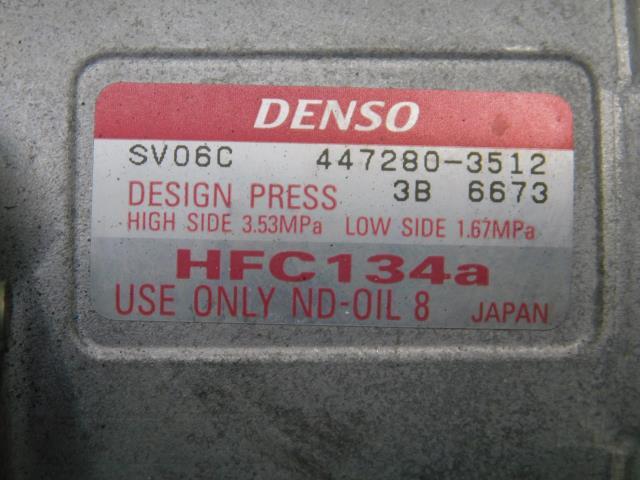 DENSO
SV06C 447280-3512
DESIGN PRESS 3B 6673
HIGH SIDE 3.53MPa LOW SIDE 1.67MPa
HFC134a
USE ONLY ND-OIL 8 JAPAN